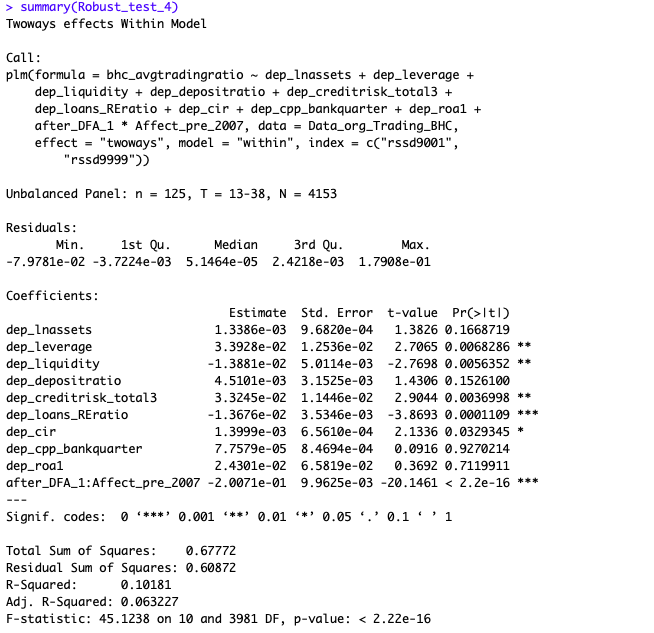 > summary(Robust_test_4)
Twoways effects Within Model
Call:
plm(formula = bhc_avgtradingratio ~ dep_lnassets + dep_leverage +
    dep_liquidity + dep_depositratio + dep_creditrisk_total3 +
    dep_loans_REratio + dep_cir + dep_cpp_bankquarter + dep_roa1 +
    after_DFA_1 * Affect_pre_2007, data = Data_org_Trading_BHC,
    effect = "twoways", model = "within", index = c("rssd9001",
        "rssd9999"))
Unbalanced Panel: n = 125, T = 13-38, N = 4153
Residuals:
       Min.     1st Qu.      Median     3rd Qu.        Max.
-7.9781e-02 -3.7224e-03  5.1464e-05  2.4218e-03  1.7908e-01
Coefficients:
                              Estimate  Std. Error  t-value  Pr(>|t|)
dep_lnassets                1.3386e-03  9.6820e-04   1.3826 0.1668719
dep_leverage                3.3928e-02  1.2536e-02   2.7065 0.0068286 **
dep_liquidity              -1.3881e-02  5.0114e-03  -2.7698 0.0056352 **
dep_depositratio            4.5101e-03  3.1525e-03   1.4306 0.1526100
dep_creditrisk_total3       3.3245e-02  1.1446e-02   2.9044 0.0036998 **
dep_loans_REratio          -1.3676e-02  3.5346e-03  -3.8693 0.0001109 ***
dep_cir                     1.3999e-03  6.5610e-04   2.1336 0.0329345 *
dep_cpp_bankquarter         7.7579e-05  8.4694e-04   0.0916 0.9270214
dep_roa1                    2.4301e-02  6.5819e-02   0.3692 0.7119911
after_DFA_1:Affect_pre_2007 -2.0071e-01  9.9625e-03 -20.1461 < 2.2e-16 ***
---
Signif. codes:  0 ‘***’ 0.001 ‘**’ 0.01 ‘*’ 0.05 ‘.’ 0.1 ‘ ’ 1
Total Sum of Squares:    0.67772
Residual Sum of Squares: 0.60872
R-Squared:      0.10181
Adj. R-Squared: 0.063227
F-statistic: 45.1238 on 10 and 3981 DF, p-value: < 2.22e-16